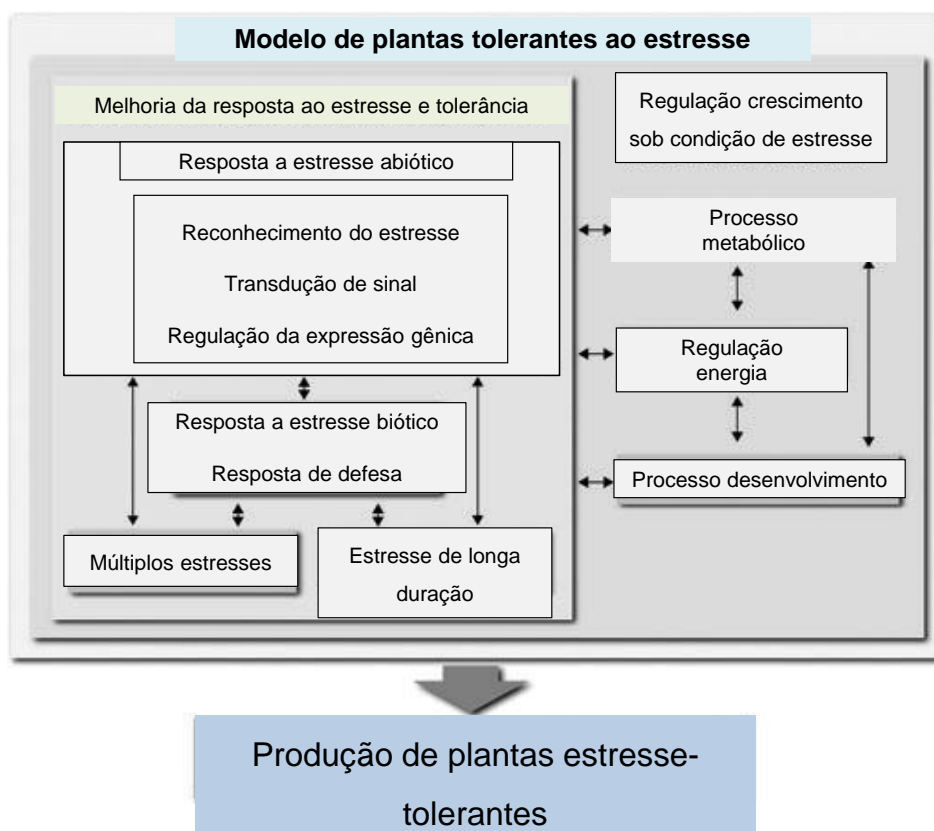 Modelo de plantas tolerantes ao estresse
Melhoria da resposta ao estresse e tolerância
Resposta a estresse abiótico
Reconhecimento do estresse
Transdução de sinal
Regulação da expressão gênica
Resposta a estresse biótico
Resposta de defesa
Múltiplos estresses
Estresse de longa
duração
Regulação crescimento
sob condição de estresse
Processo
metabólico
Regulação
energia
Processo desenvolvimento
Produção de plantas estresse-
tolerantes